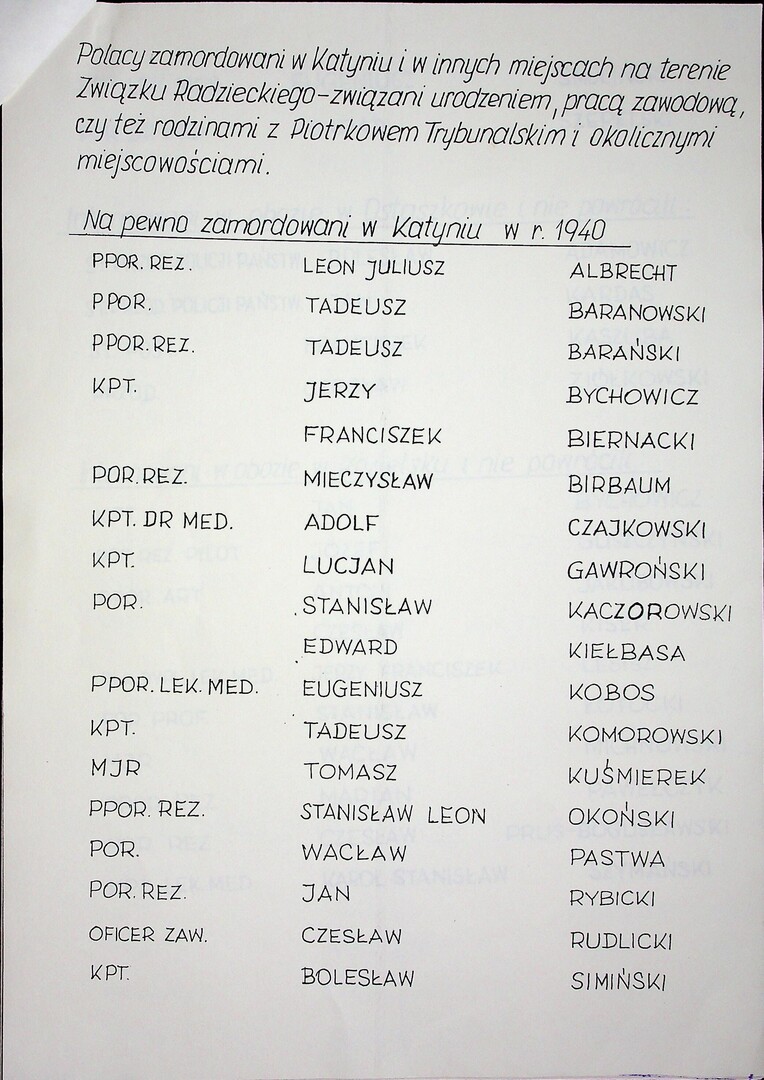 Polacy zamordowani w Katyniu i w innych miejscach na terenie
Związku Radzieckiego-związani urodzeniem, pracą zawodową,
czy też rodzinami z Piotrkowem Trybunalskim i okolicznymi
miejscowościami.
Na pewno zamordowani w Katyniu w r. 1940
PPOR. REZ. LEON JULIUSZ ALBRECHT
PPOR. TADEUSZ BARANOWSKI
PPOR. REZ. TADEUSZ BARAŃSKI
KPT. JERZY BYCHOWICZ
FRANCISZEK BIERNACKI
POR. REZ. MIECZYSŁAW BIRBAUM
KPT. DR MED. ADOLF CZAJKOWSKI
KPT. LUCJAN GAWROŃSKI
POR. STANISŁAW KACZOROWSKI
EDWARD KIEŁBASA
PPOR. LEK. MED. EUGENIUSZ KOBOS
KPT. TADEUSZ KOMOROWSKI
MJR TOMASZ KUŚMIEREK
PPOR. REZ. STANISŁAW LEON OKOŃSKI
POR. WACŁAW PASTWA
POR. REZ. JAN RYBICKI
OFICER ZAW. CZESŁAW RUDLICKI
KPT. BOLESŁAW SIMIŃSKI